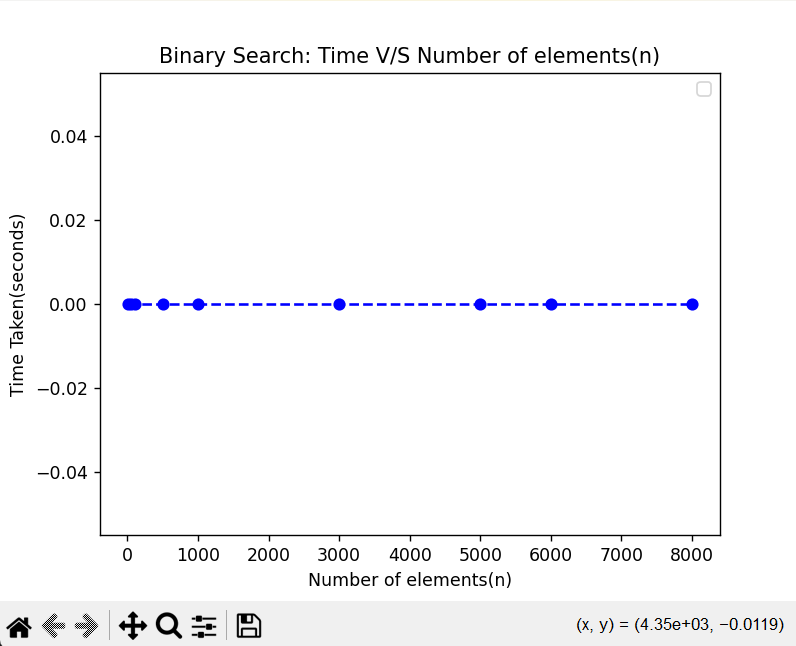 Binary Search: Time V/S Number of elements(n)
Time Taken(seconds)
0.04
0.02
0.00
−0.02
−0.04
0 1000 2000 3000 4000 5000 6000 7000 8000
Number of elements(n)
(x, y) = (4.35e+03, −0.0119)